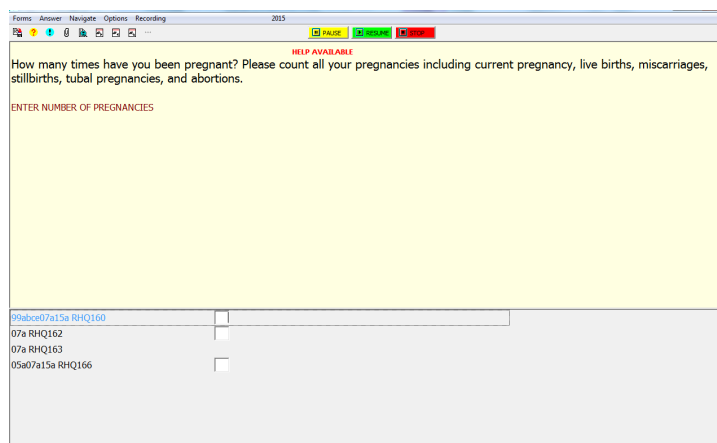 Forms Answer Navigate Options Recording 2015
PAUSE RESUME STOP
HELP AVAILABLE
How many times have you been pregnant? Please count all your pregnancies including current pregnancy, live births, miscarriages,
stillbirths, tubal pregnancies, and abortions.
ENTER NUMBER OF PREGNANCIES
99abce07a15a RHQ160
07a RHQ162
07a RHQ163
05a07a15a RHQ166